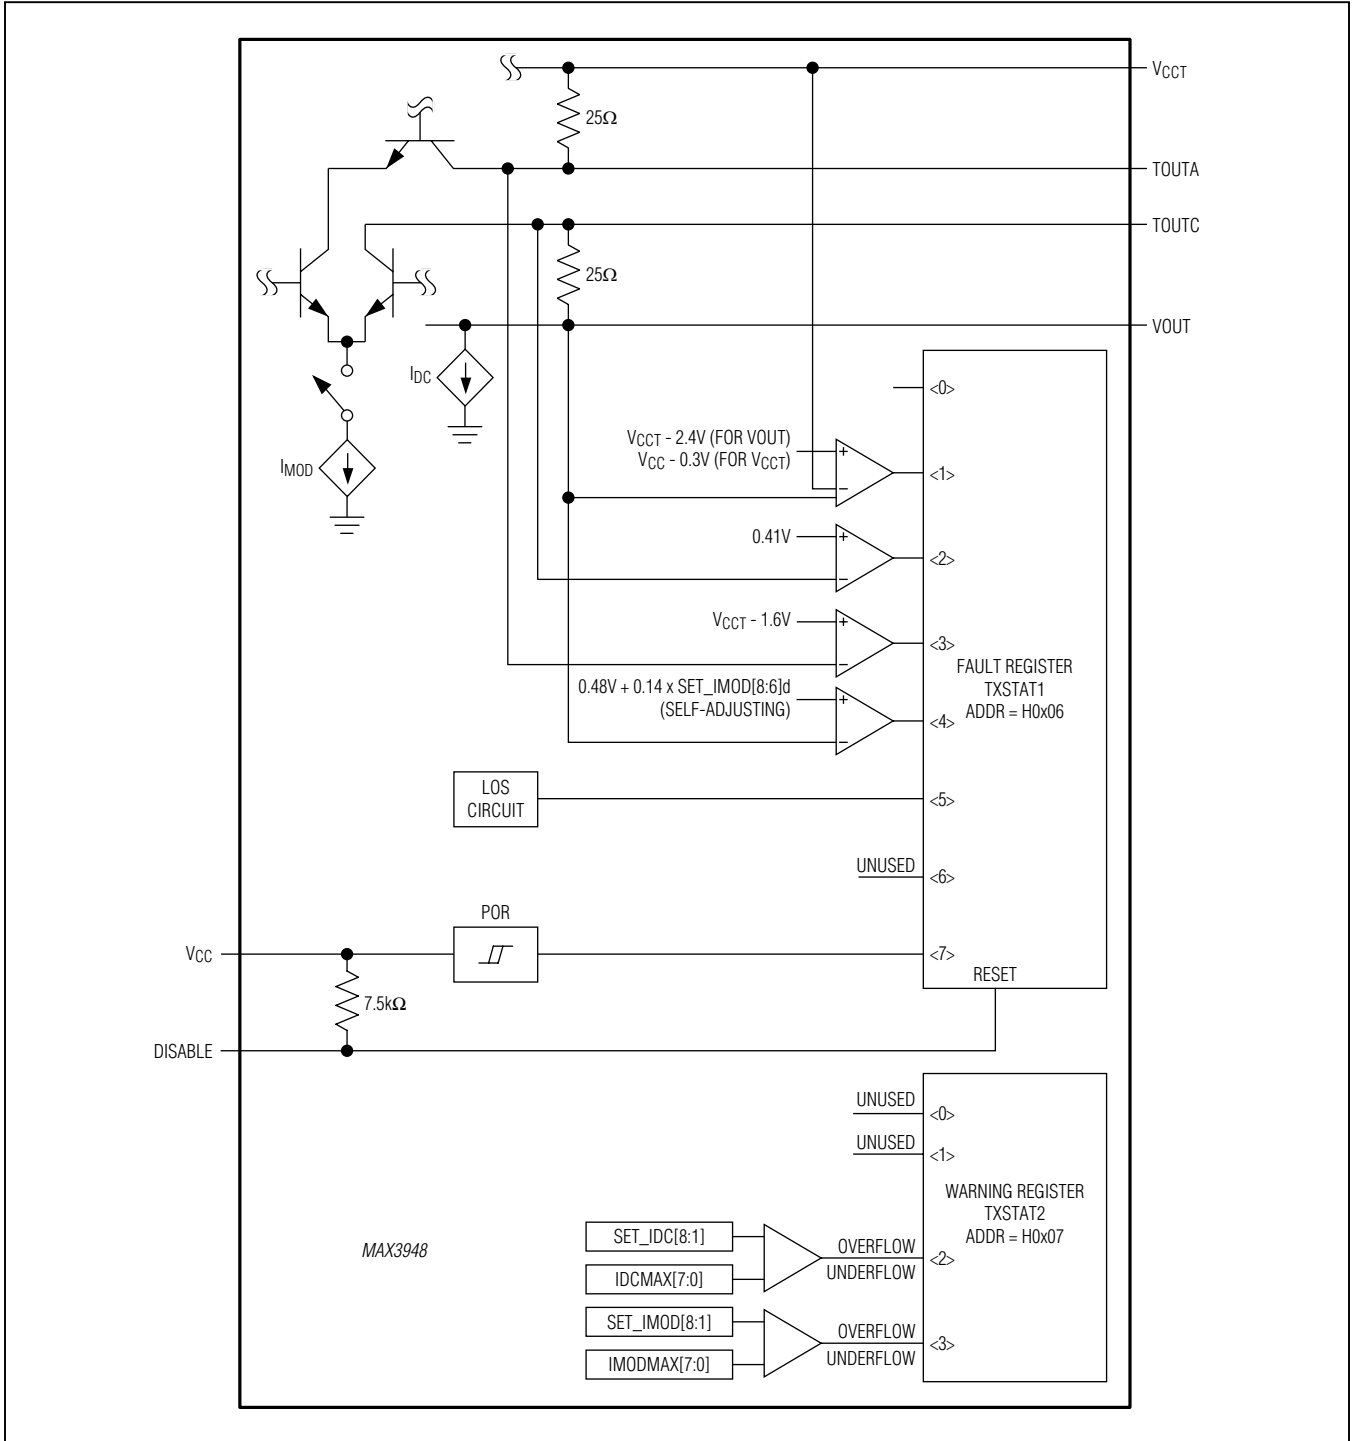 VCCT
25Ω
TOUTA
TOUTC
25Ω
VOUT
IDC
<0>
VCCT - 2.4V (FOR VOUT)
VCC - 0.3V (FOR VCCT)
+
−
<1>
IMOD
0.41V
+
−
<2>
VCCT - 1.6V
+
−
<3>
FAULT REGISTER
TXSTAT1
ADDR = H0x06
0.48V + 0.14 x SET_IMOD[8:6]d
(SELF-ADJUSTING)
+
−
<4>
LOS
CIRCUIT
<5>
UNUSED
<6>
POR
VCC
<7>
RESET
7.5kΩ
DISABLE
UNUSED
<0>
UNUSED
<1>
WARNING REGISTER
TXSTAT2
ADDR = H0x07
MAX3948
SET_IDC[8:1]
IDCMAX[7:0]
OVERFLOW
UNDERFLOW
<2>
SET_IMOD[8:1]
IMODMAX[7:0]
OVERFLOW
UNDERFLOW
<3>